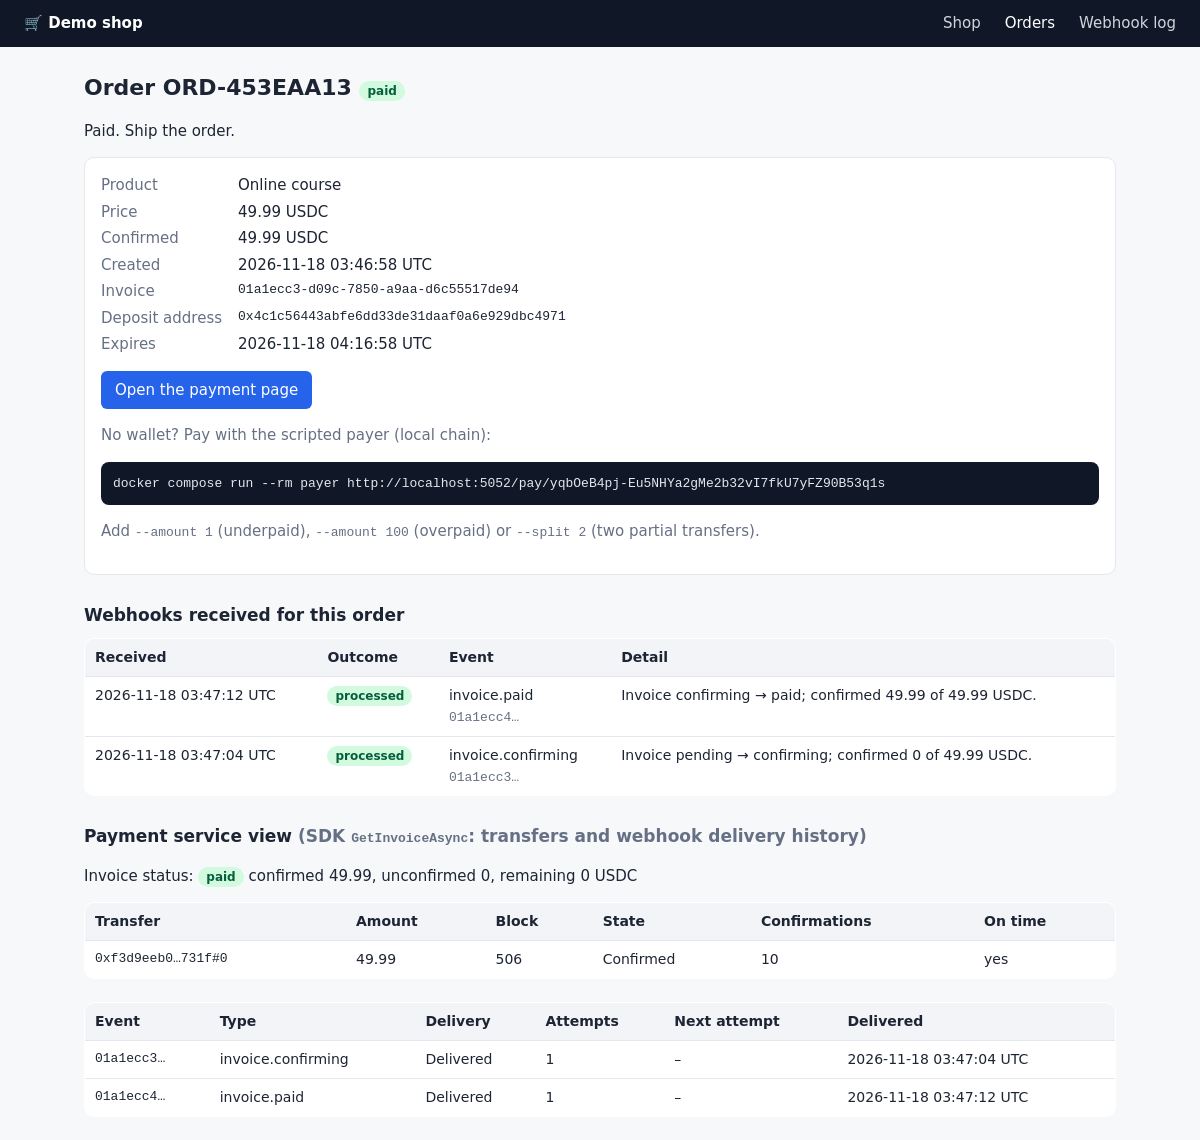 🛒 Demo shop
Shop Orders Webhook log
Order ORD-453EAA13 paid
Paid. Ship the order.
Product Online course
Price 49.99 USDC
Confirmed 49.99 USDC
Created 2026-11-18 03:46:58 UTC
Invoice 01a1ecc3-d09c-7850-a9aa-d6c55517de94
Deposit address 0x4c1c56443abfe6dd33de31daaf0a6e929dbc4971
Expires 2026-11-18 04:16:58 UTC
Open the payment page
No wallet? Pay with the scripted payer (local chain):
docker compose run --rm payer http://localhost:5052/pay/yqbOeB4pj-Eu5NHYa2gMe2b32vI7fkU7yFZ90B53q1s
Add --amount 1 (underpaid), --amount 100 (overpaid) or --split 2 (two partial transfers).
Webhooks received for this order
Received Outcome Event Detail
2026-11-18 03:47:12 UTC processed invoice.paid Invoice confirming → paid; confirmed 49.99 of 49.99 USDC.
01a1ecc4…
2026-11-18 03:47:04 UTC processed invoice.confirming Invoice pending → confirming; confirmed 0 of 49.99 USDC.
01a1ecc3…
Payment service view (SDK GetInvoiceAsync: transfers and webhook delivery history)
Invoice status: paid confirmed 49.99, unconfirmed 0, remaining 0 USDC
Transfer Amount Block State Confirmations On time
0xf3d9eeb0…731f#0 49.99 506 Confirmed 10 yes
Event Type Delivery Attempts Next attempt Delivered
01a1ecc3… invoice.confirming Delivered 1 – 2026-11-18 03:47:04 UTC
01a1ecc4… invoice.paid Delivered 1 – 2026-11-18 03:47:12 UTC